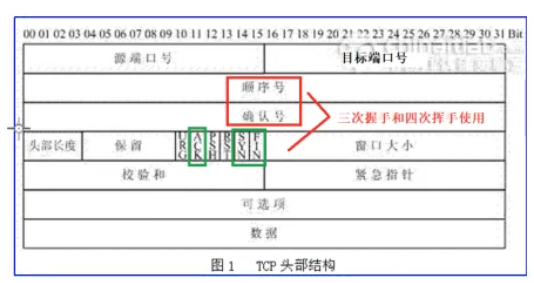 00 01 02 03 04 05 06 07 08 09 10 11 12 13 14 15 16 17 18 19 20 21 22 23 24 25 26 27 28 29 30 31 Bit
源端口号 目标端口号
顺序号
确认号
三次握手和四次挥手使用
头部长度 保留 URG ACK PSH RST SYN FIN 窗口大小
校验和 紧急指针
可选项
数据
图1 TCP 头部结构